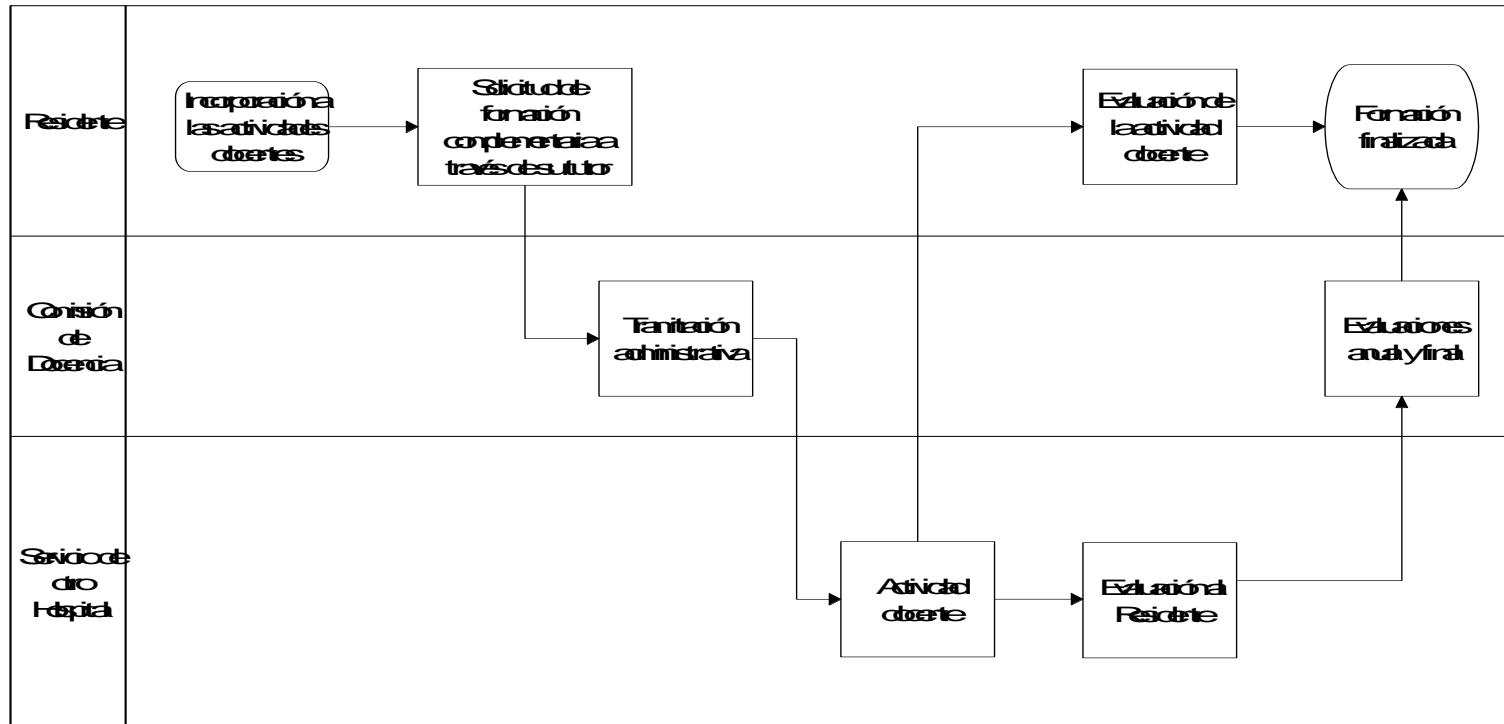 Residente
Incorporación a
las actividades
docentes
Solicitud de
formación
complementaria a
través de su tutor
Evaluación de
la actividad
docente
Formación
finalizada
Comisión
de
Docencia
Tramitación
administrativa
Evaluaciones
anual y final
Servicio de
otro
Hospital
Actividad
docente
Evaluación al
Residente